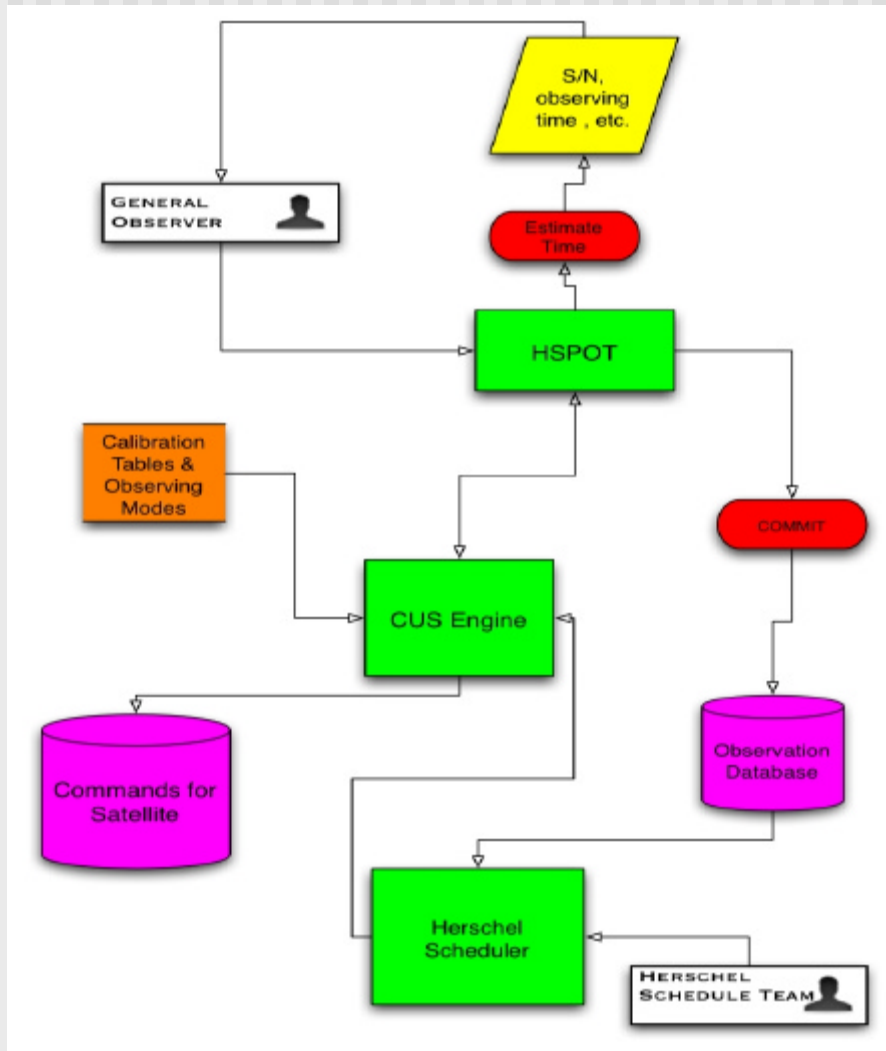 S/N,
observing
time , etc.
GENERAL
OBSERVER
Estimate
Time
HSPOT
Calibration
Tables &
Observing
Modes
COMMIT
CUS Engine
Observation
Database
Commands for
Satellite
Herschel
Scheduler
HERSCHEL
SCHEDULE TEAM